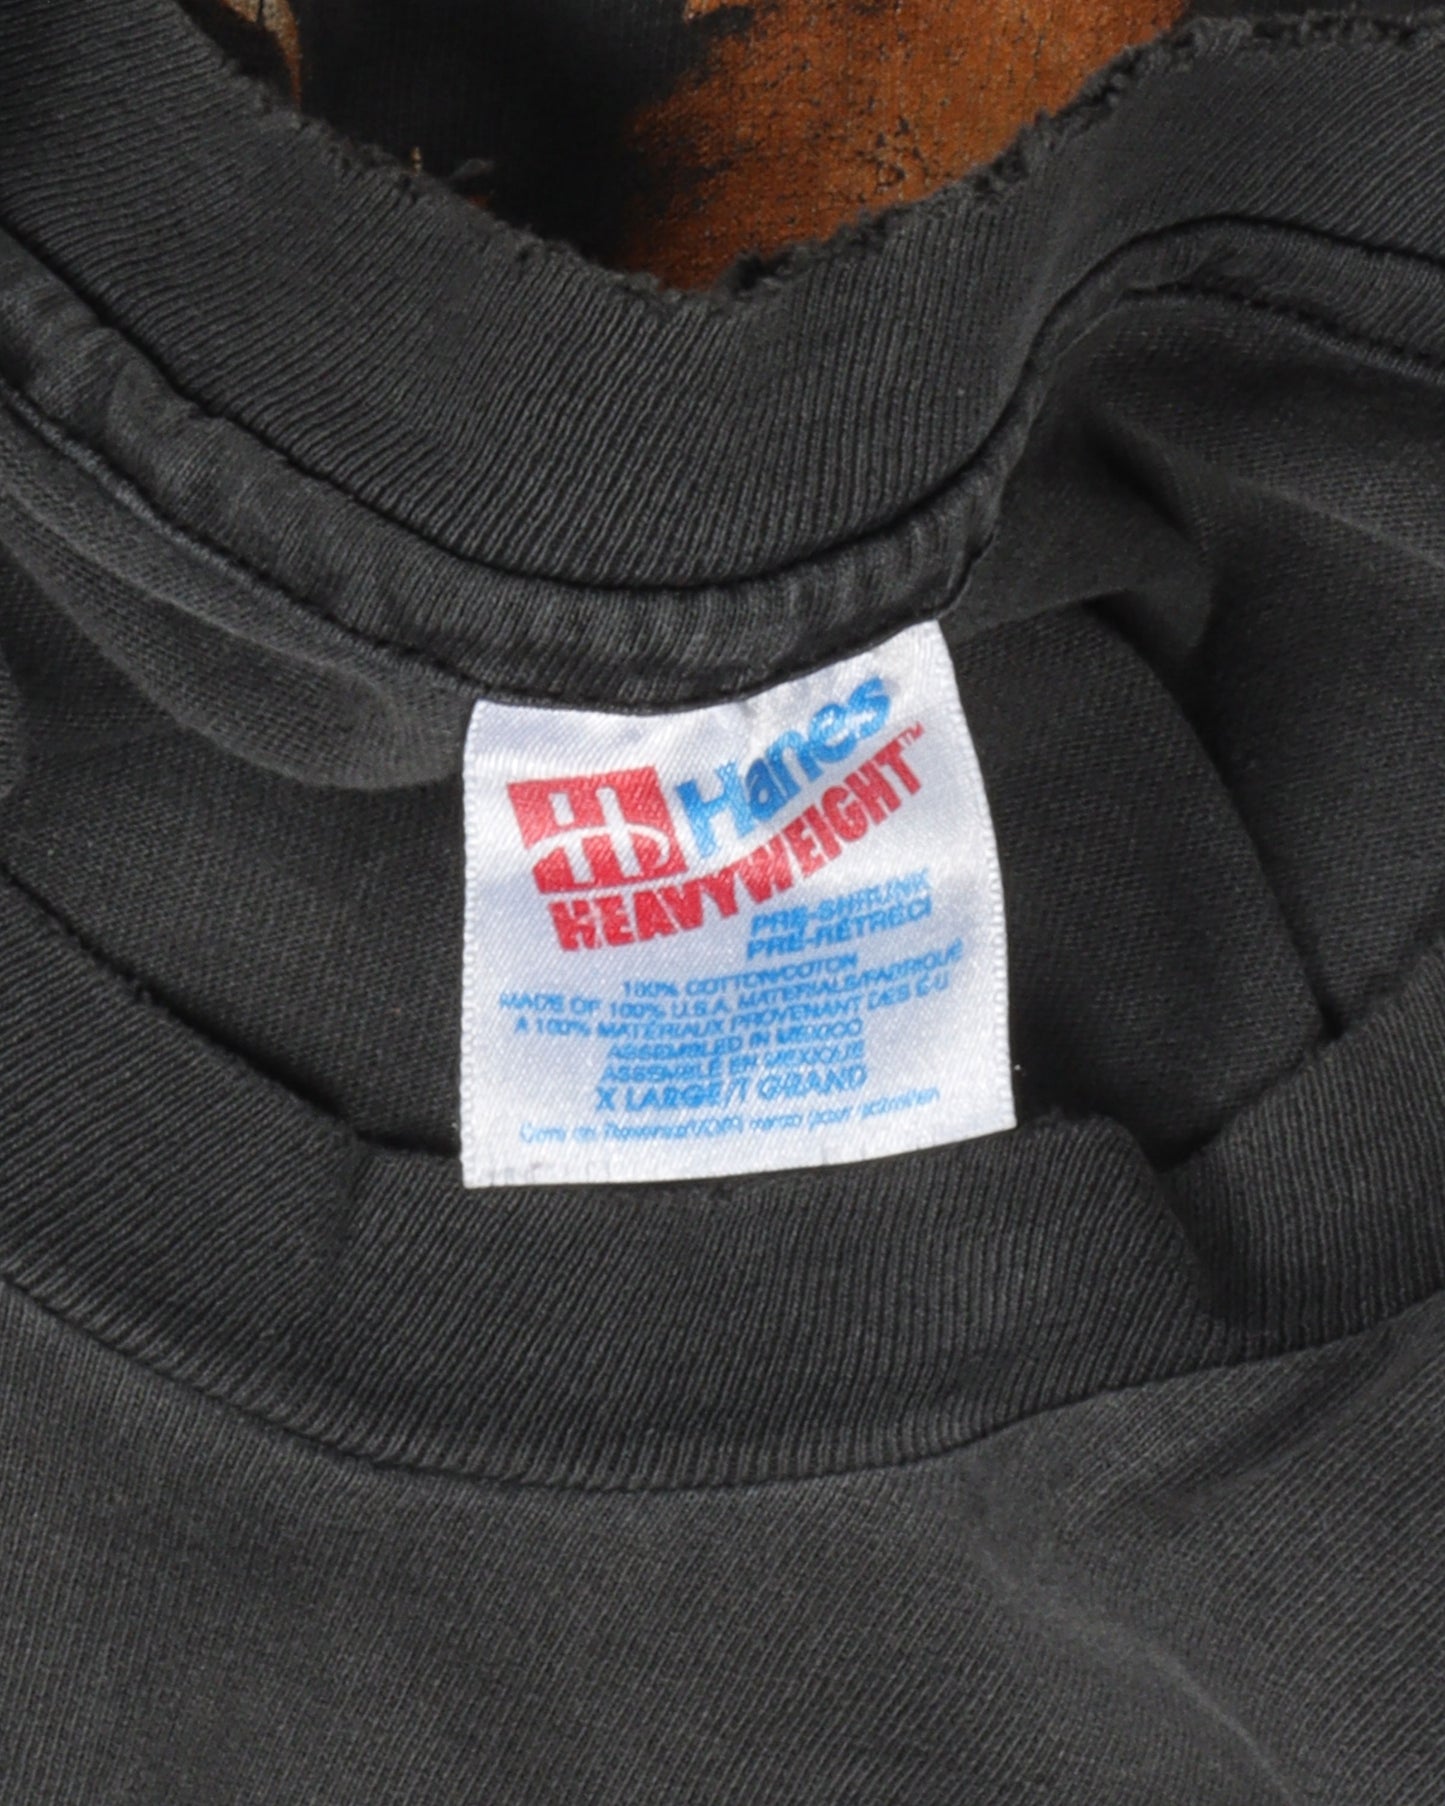 Hanes
HEAVYWEIGHT™
PRE-SHRUNK
PRE-RÉTRÉCI
100% COTTON/COTON
MADE OF 100% U.S.A. MATERIALS/FABRIQUÉ
A 100% MATERIAUX PROVENANT DES E.U.
ASSEMBLED IN MEXICO
ASSEMBLÉ EN MEXIQUE
X LARGE/T GRAND